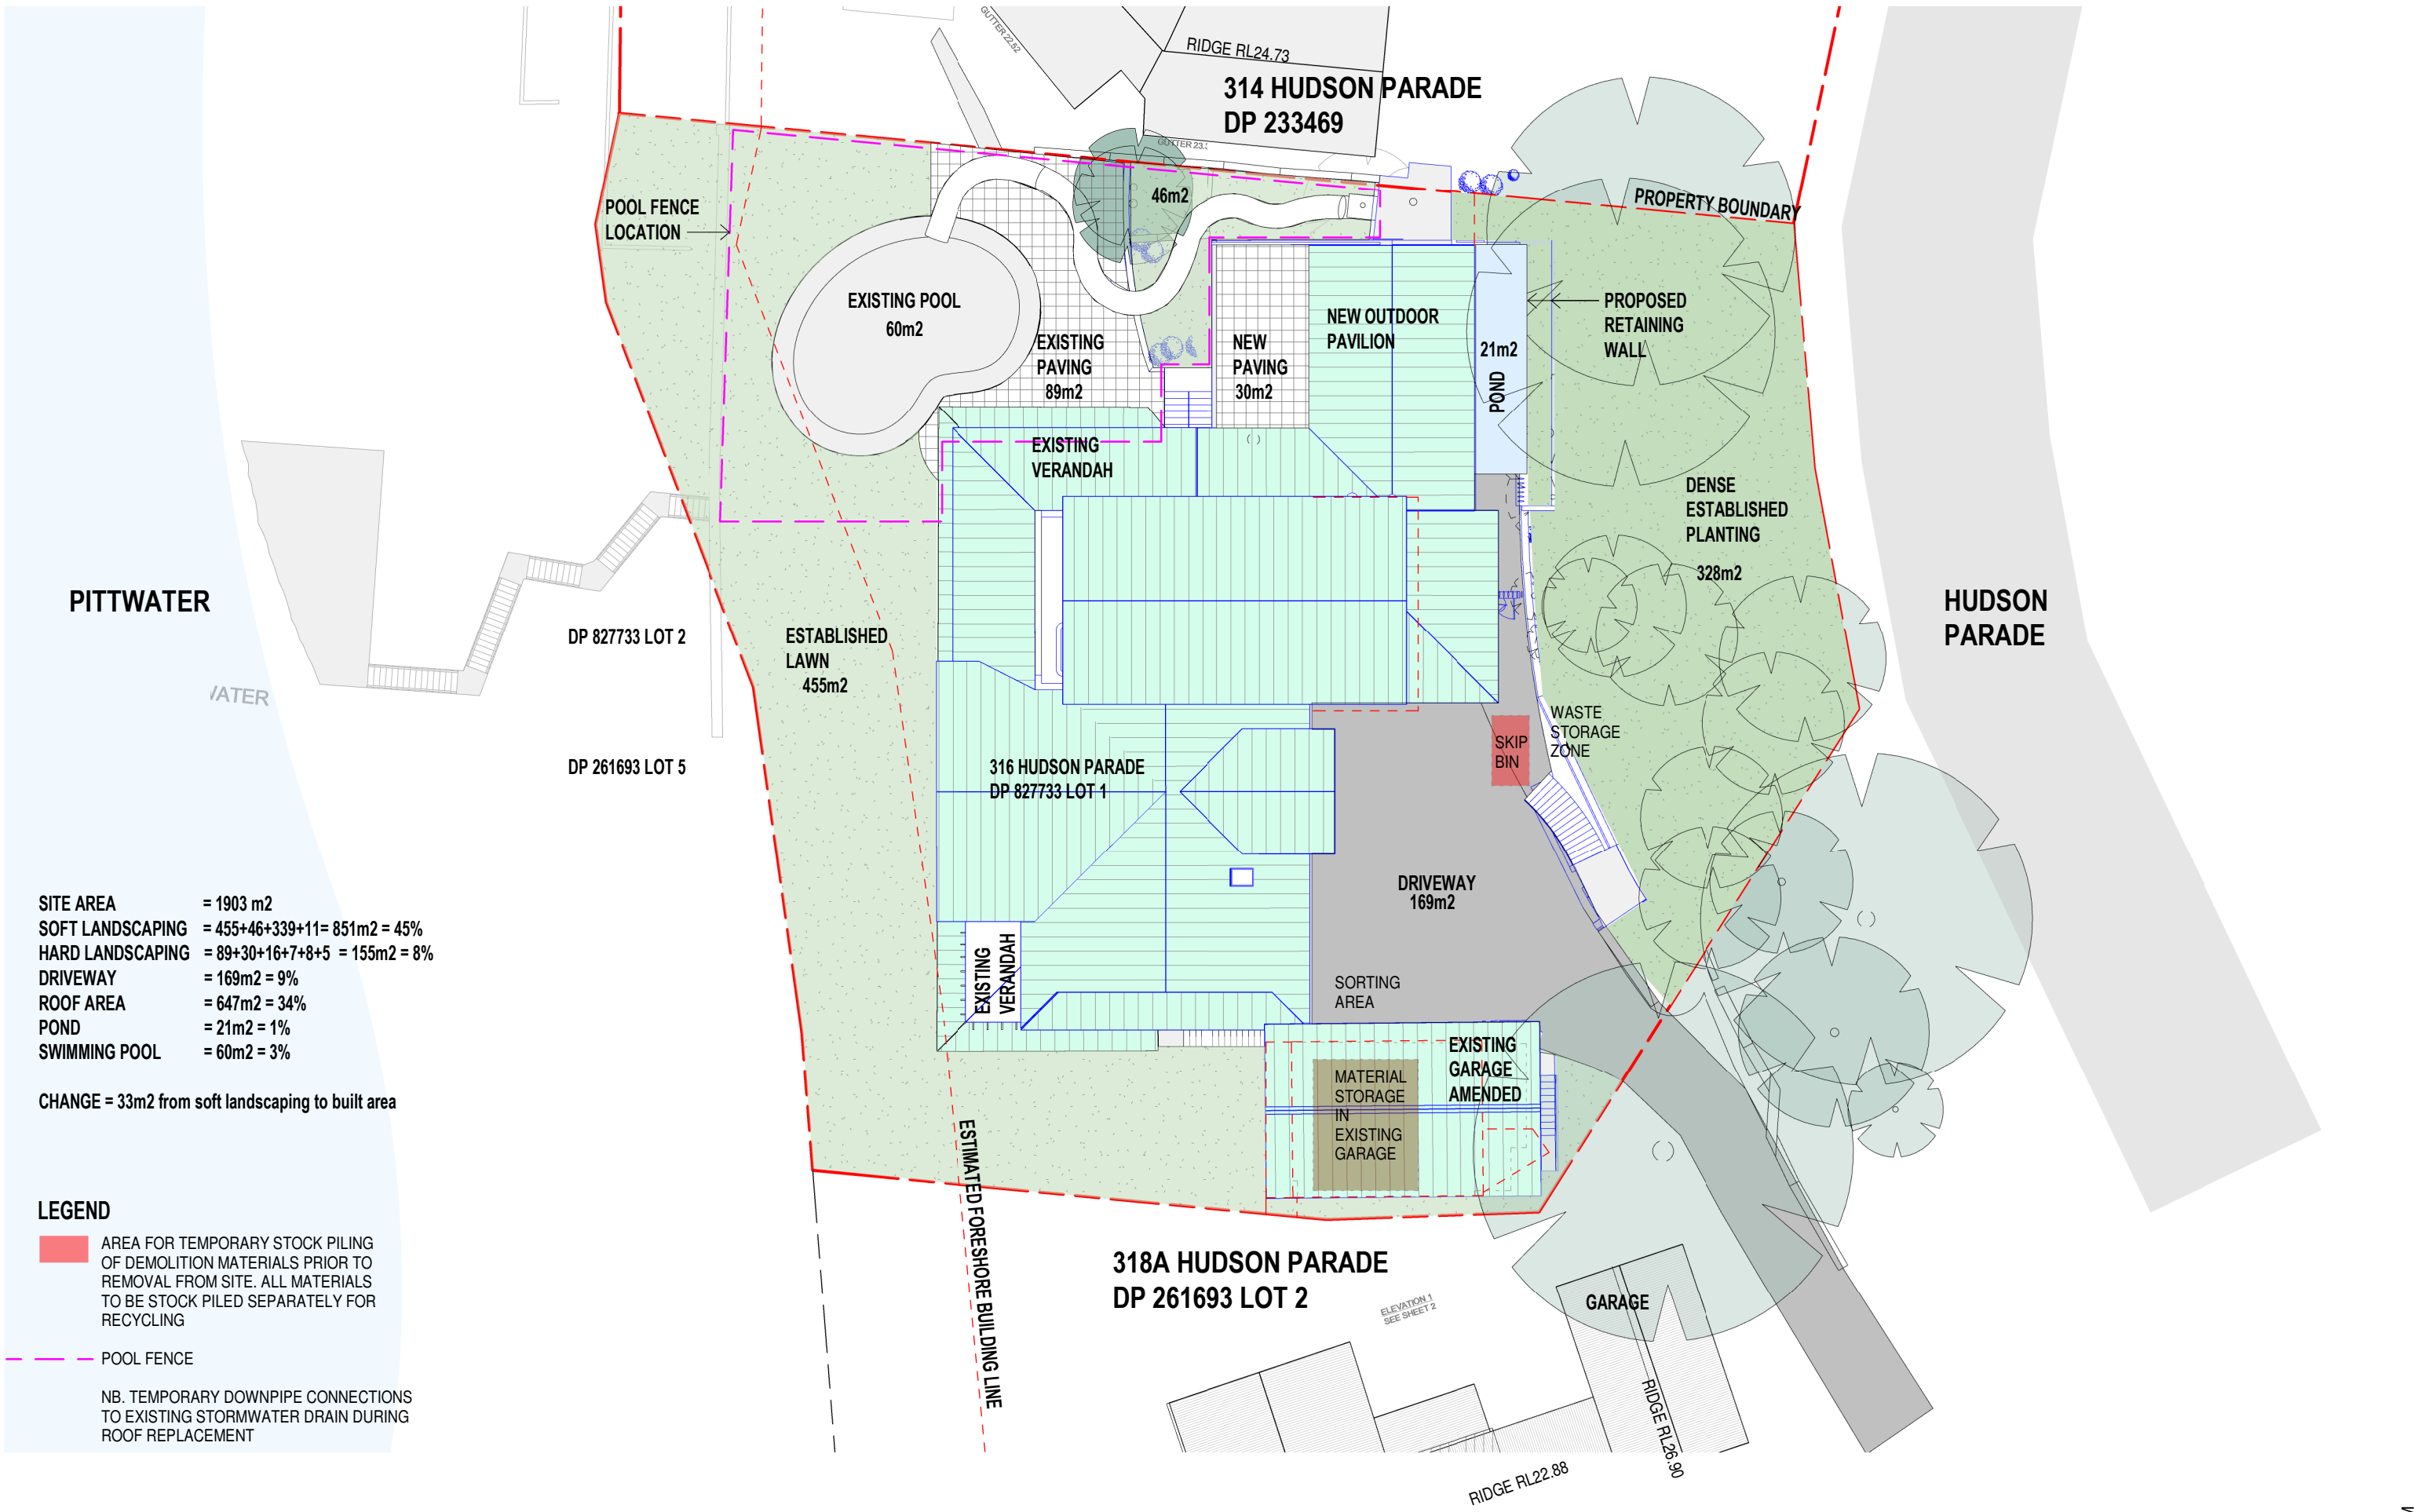 GUTTER 22.52
RIDGE RL24.73
314 HUDSON PARADE
DP 233469
GUTTER 23.
46m2
PROPERTY BOUNDARY
POOL FENCE
LOCATION
EXISTING POOL
60m2
EXISTING
PAVING
89m2
NEW
PAVING
30m2
NEW OUTDOOR
PAVILION
21m2
POND
PROPOSED
RETAINING
WALL
EXISTING
VERANDAH
DENSE
ESTABLISHED
PLANTING
328m2
PITTWATER
HUDSON
PARADE
DP 827733 LOT 2
ESTABLISHED
LAWN
455m2
WATER
DP 261693 LOT 5
316 HUDSON PARADE
DP 827733 LOT 1
SKIP
BIN
WASTE
STORAGE
ZONE
DRIVEWAY
169m2
EXISTING
VERANDAH
SORTING
AREA
EXISTING
GARAGE
AMENDED
MATERIAL
STORAGE
IN
EXISTING
GARAGE
SITE AREA = 1903 m2
SOFT LANDSCAPING = 455+46+339+11= 851m2 = 45%
HARD LANDSCAPING = 89+30+16+7+8+5 = 155m2 = 8%
DRIVEWAY = 169m2 = 9%
ROOF AREA = 647m2 = 34%
POND = 21m2 = 1%
SWIMMING POOL = 60m2 = 3%
CHANGE = 33m2 from soft landscaping to built area
LEGEND
AREA FOR TEMPORARY STOCK PILING
OF DEMOLITION MATERIALS PRIOR TO
REMOVAL FROM SITE. ALL MATERIALS
TO BE STOCK PILED SEPARATELY FOR
RECYCLING
POOL FENCE
NB. TEMPORARY DOWNPIPE CONNECTIONS
TO EXISTING STORMWATER DRAIN DURING
ROOF REPLACEMENT
ESTIMATED FORESHORE BUILDING LINE
318A HUDSON PARADE
DP 261693 LOT 2
ELEVATION 1
SEE SHEET 2
GARAGE
RIDGE RL26.90
RIDGE RL22.88